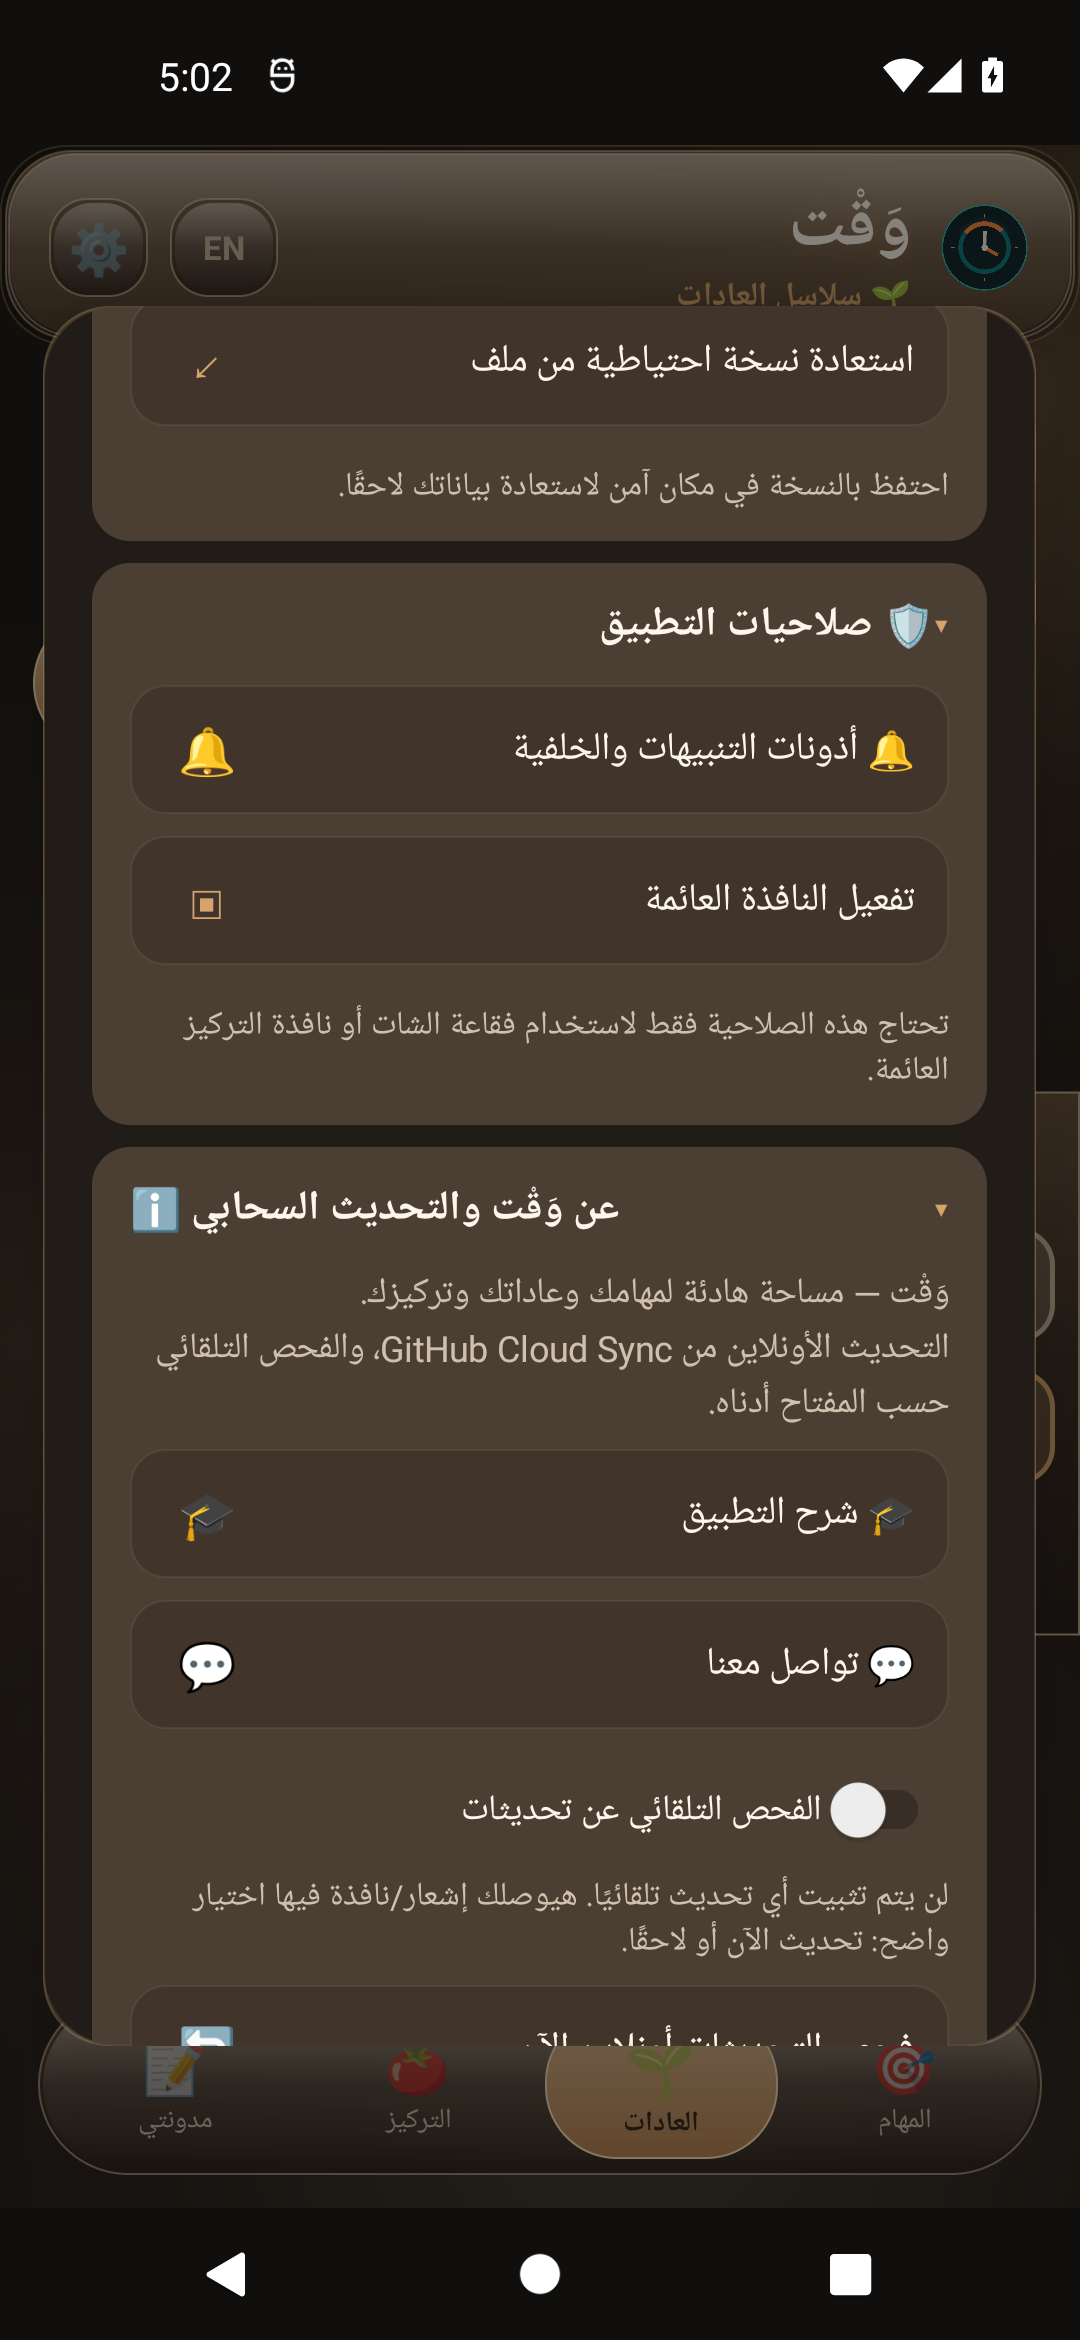 5:02
وَقْت
EN
🌱 سلاسل العادات
استعادة نسخة احتياطية من ملف
احتفظ بالنسخة في مكان آمن لاستعادة بياناتك لاحقًا.
صلاحيات التطبيق
أذونات التنبيهات والخلفية
تفعيل النافذة العائمة
تحتاج هذه الصلاحية فقط لاستخدام فقاعة الشات أو نافذة التركيز
العائمة.
عن وَقْت والتحديث السحابي
وَقْت — مساحة هادئة لمهامك وعاداتك وتركيزك.
التحديث الأونلاين من GitHub Cloud Sync، والفحص التلقائي
حسب المفتاح أدناه.
شرح التطبيق
تواصل معنا
الفحص التلقائي عن تحديثات
لن يتم تثبيت أي تحديث تلقائيًا. هيوصلك إشعار/نافذة فيها اختيار
واضح: تحديث الآن أو لاحقًا.
المهام
العادات
التركيز
مدونتي